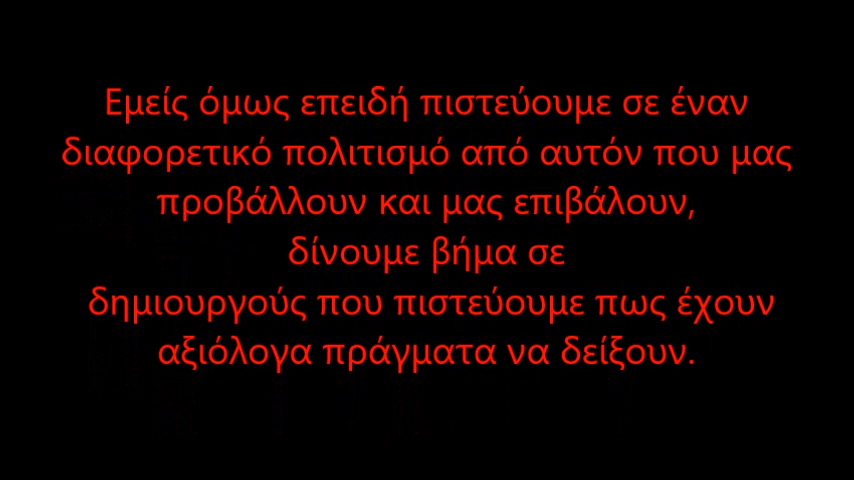 Εμείς όμως επειδή πιστεύουμε σε έναν
διαφορετικό πολιτισμό από αυτόν που μας
προβάλλουν και μας επιβάλουν,
δίνουμε βήμα σε
δημιουργούς που πιστεύουμε πως έχουν
αξιόλογα πράγματα να δείξουν.